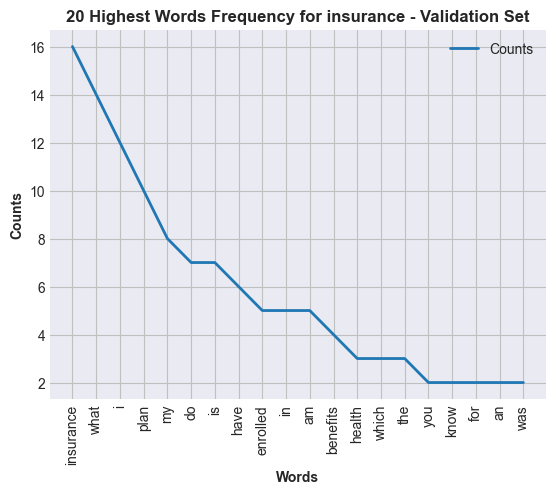 20 Highest Words Frequency for insurance - Validation Set
Counts
16
14
12
10
8
6
4
2
Counts
insurance
what
i
plan
my
do
is
have
enrolled
in
am
benefits
health
which
the
you
know
for
an
was
Words